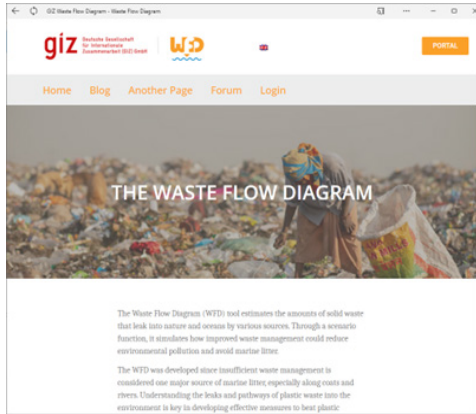 GIZ Waste Flow Diagram - Waste Flow Diagram
giz
Deutsche Gesellschaft
für Internationale
Zusammenarbeit (GIZ) GmbH
WFD
PORTAL
Home Blog Another Page Forum Login
THE WASTE FLOW DIAGRAM
The Waste Flow Diagram (WFD) tool estimates the amounts of solid waste
that leak into nature and oceans by various sources. Through a scenario
function, it simulates how improved waste management could reduce
environmental pollution and avoid marine litter.
The WFD was developed since insufficient waste management is
considered one major source of marine litter, especially along coasts and
rivers. Understanding the leaks and pathways of plastic waste into the
environment is key in developing effective measures to beat plastic